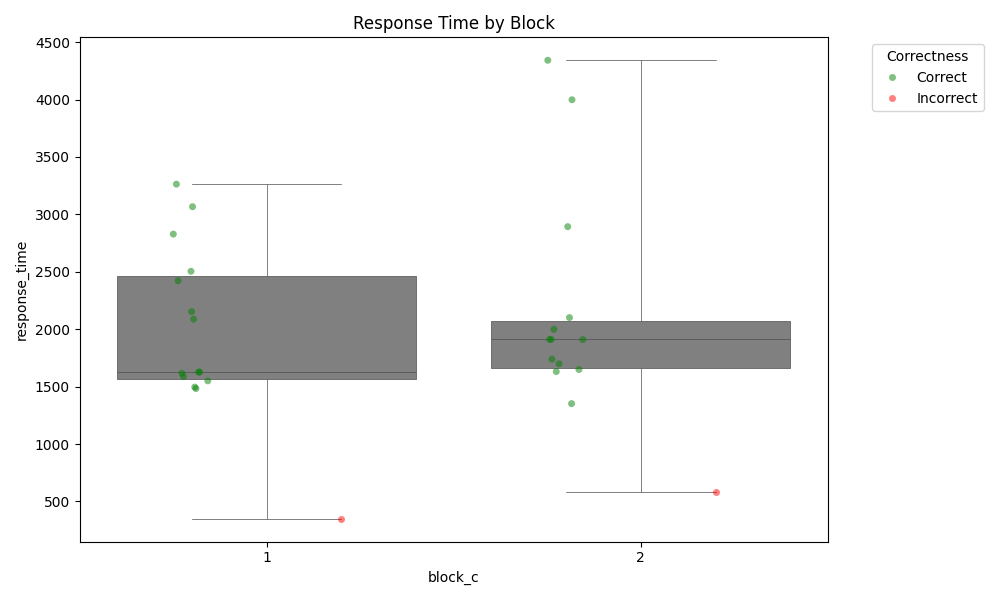 Response Time by Block
response_time
4500
4000
3500
3000
2500
2000
1500
1000
500
1
2
block_c
Correctness
Correct
Incorrect